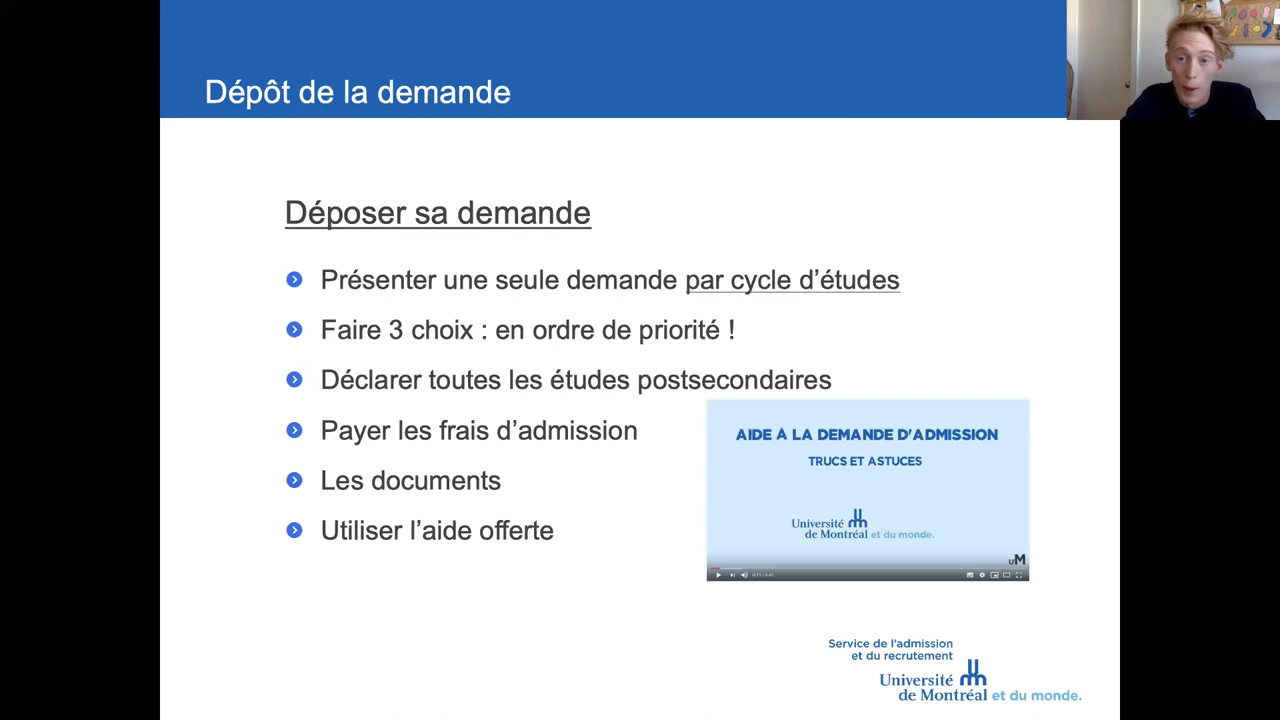 Dépôt de la demande
Déposer sa demande
Présenter une seule demande par cycle d’études
Faire 3 choix : en ordre de priorité !
Déclarer toutes les études postsecondaires
Payer les frais d’admission
Les documents
Utiliser l’aide offerte
AIDE À LA DEMANDE D'ADMISSION
TRUCS ET ASTUCES
Université
de Montréal et du monde.
uM
Service de l'admission
et du recrutement
Université
de Montréal et du monde.